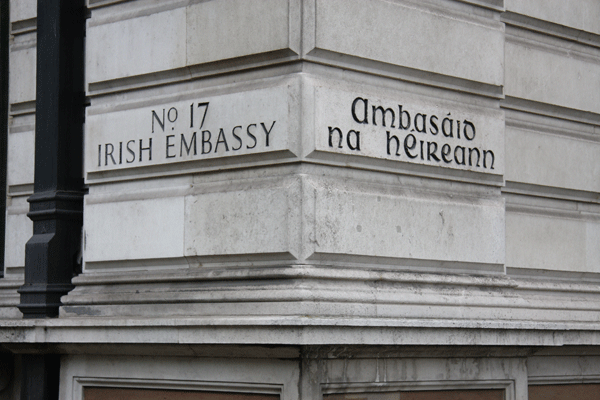 No. 17
IRISH EMBASSY
Ambasáid
na hÉireann